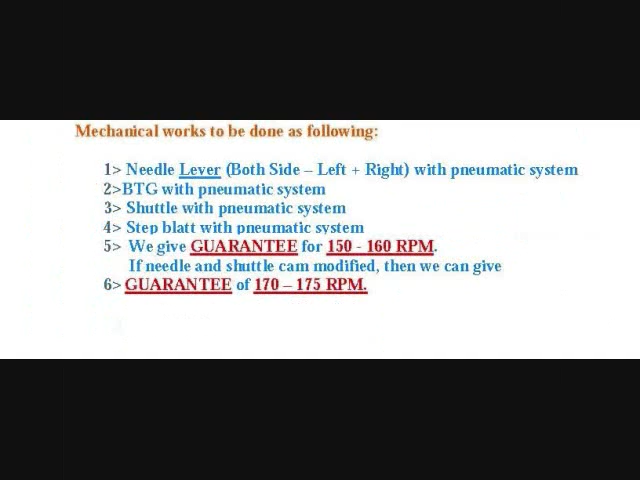 Mechanical works to be done as following:
1> Needle Lever (Both Side – Left + Right) with pneumatic system
2>BTG with pneumatic system
3> Shuttle with pneumatic system
4> Step blatt with pneumatic system
5> We give GUARANTEE for 150 - 160 RPM.
If needle and shuttle cam modified, then we can give
6> GUARANTEE of 170 – 175 RPM.